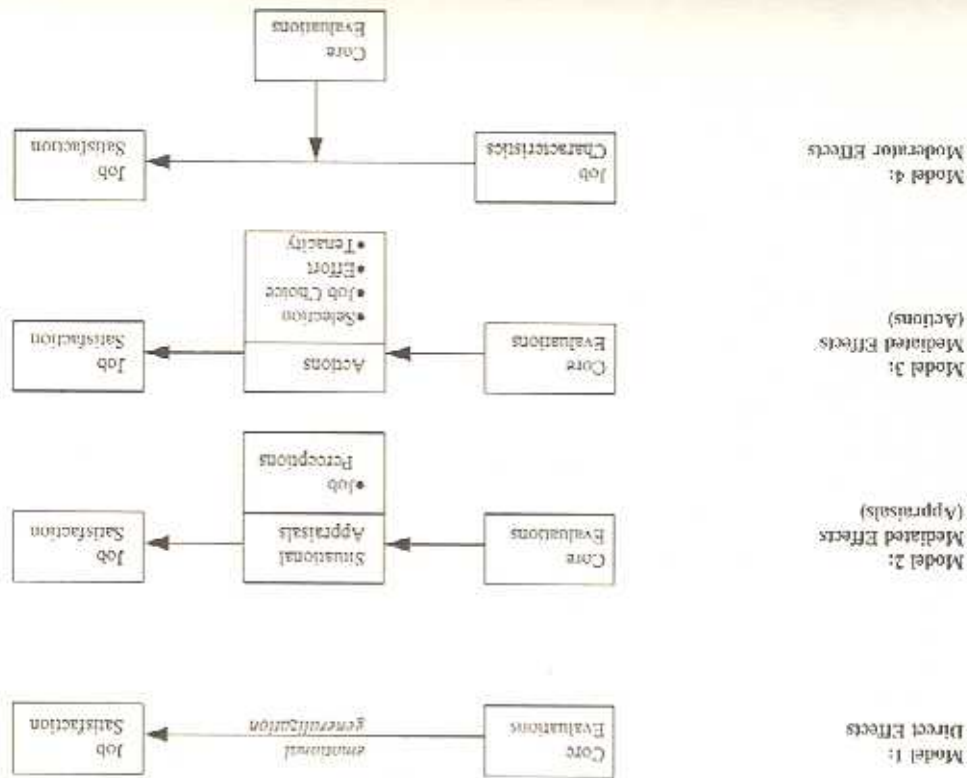 Model 1:
Direct Effects
Core
Evaluations
emotional
generalization
Job
Satisfaction
Model 2:
Mediated Effects
(Appraisals)
Core
Evaluations
Situational
Appraisals
•Job
Perceptions
Job
Satisfaction
Model 3:
Mediated Effects
(Actions)
Core
Evaluations
Actions
•Selection
•Job Choice
•Effort
•Tenacity
Job
Satisfaction
Model 4:
Moderator Effects
Job
Characteristics
Job
Satisfaction
Core
Evaluations